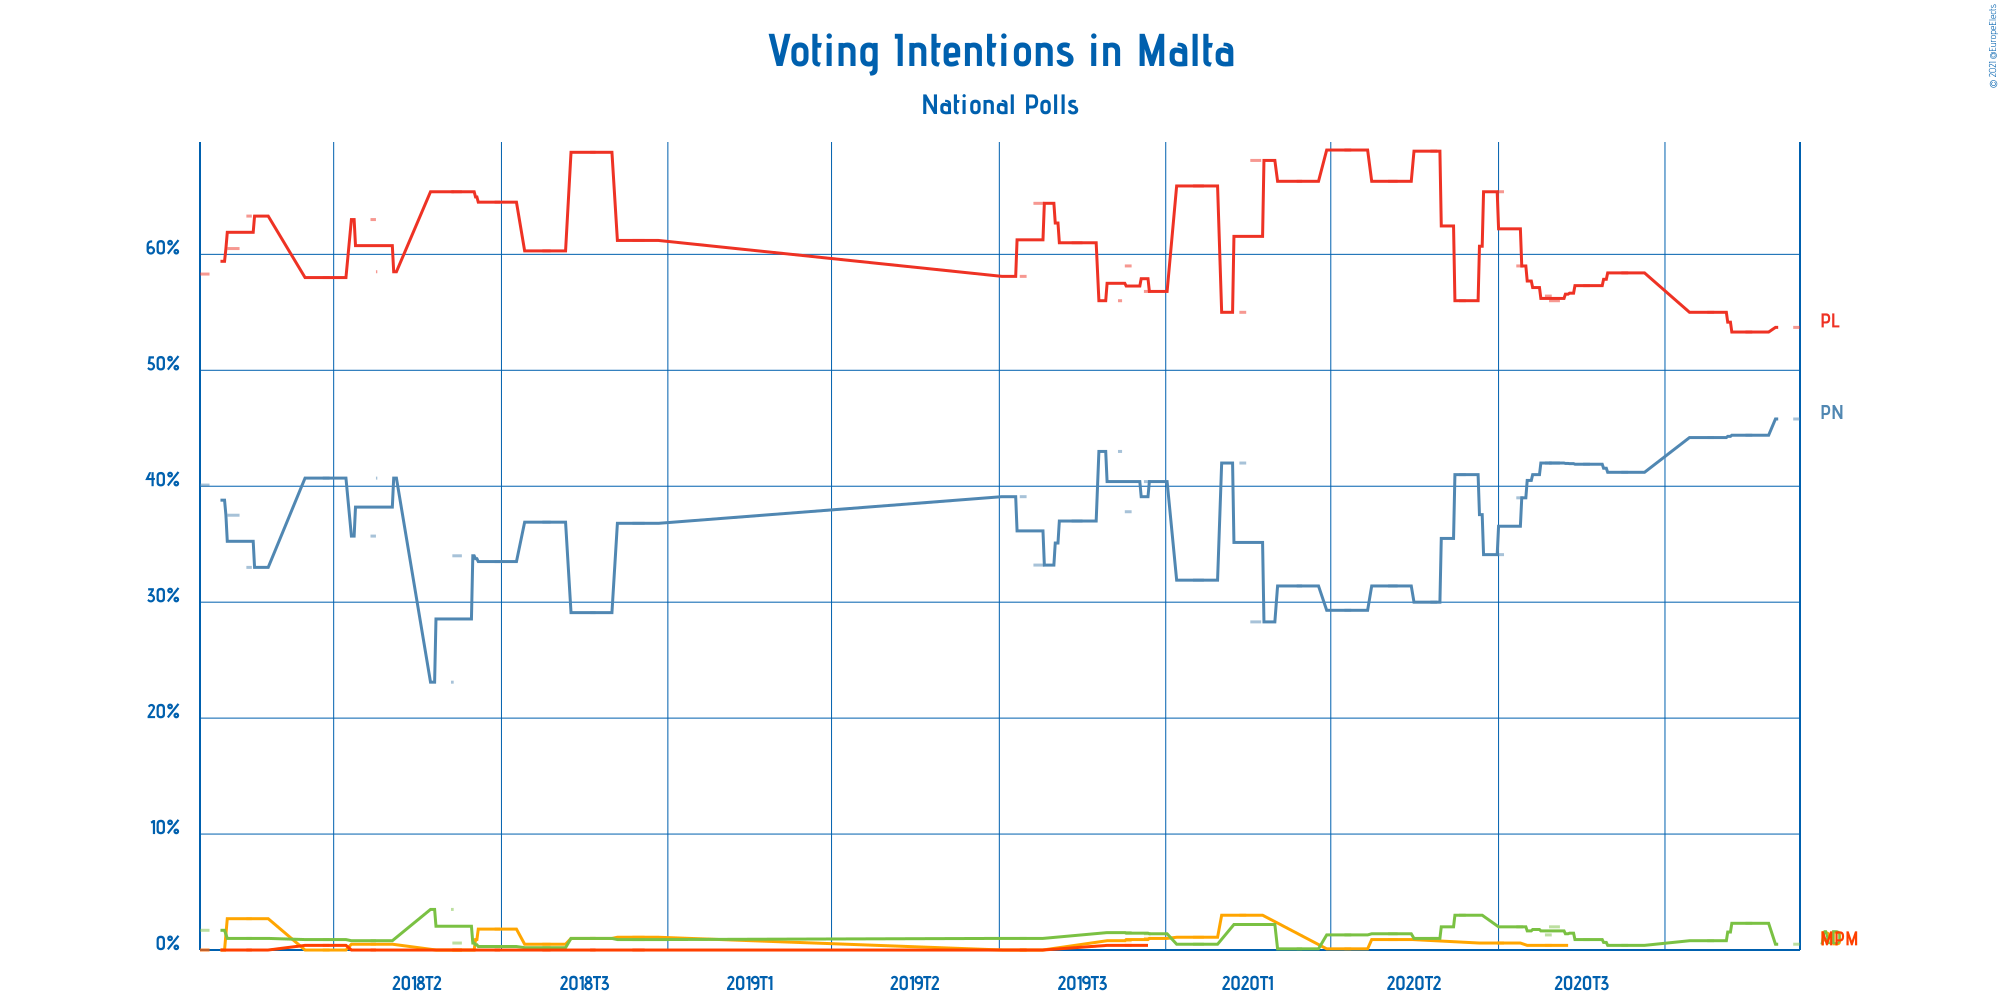 © 2021 @EuropeElects
Voting Intentions in Malta
National Polls
60%
50%
40%
30%
20%
10%
0%
PL
PN
MPM
2018T2
2018T3
2019T1
2019T2
2019T3
2020T1
2020T2
2020T3